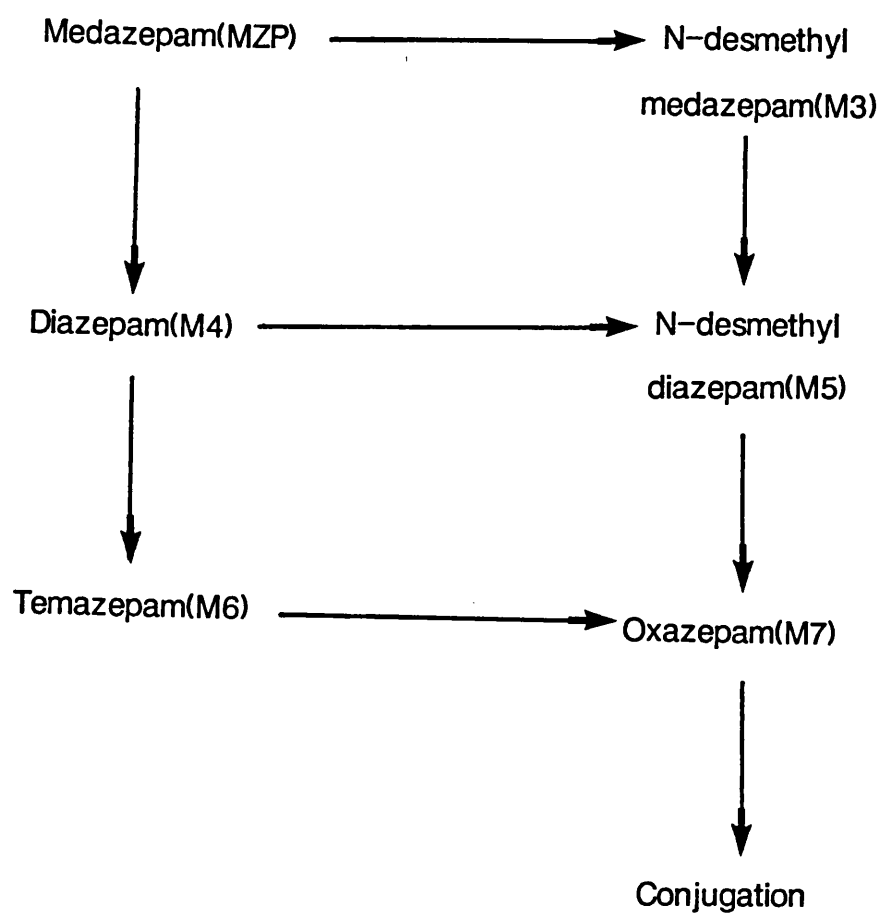 Medazepam(MZP)
N-desmethyl
medazepam(M3)
Diazepam(M4)
N-desmethyl
diazepam(M5)
Temazepam(M6)
Oxazepam(M7)
Conjugation